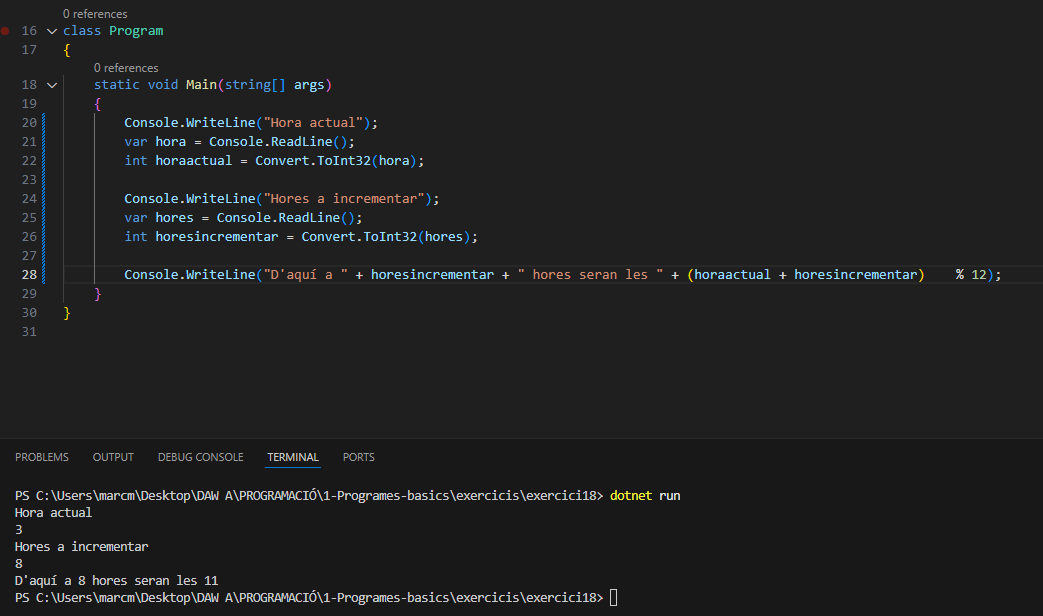 0 references
16 class Program
17 {
0 references
18 static void Main(string[] args)
19 {
20 Console.WriteLine("Hora actual");
21 var hora = Console.ReadLine();
22 int horaactual = Convert.ToInt32(hora);
23
24 Console.WriteLine("Hores a incrementar");
25 var hores = Console.ReadLine();
26 int horesincrementar = Convert.ToInt32(hores);
27
28 Console.WriteLine("D'aquí a " + horesincrementar + " hores seran les " + (horaactual + horesincrementar)    % 12);
29 }
30 }
31
PROBLEMS OUTPUT DEBUG CONSOLE TERMINAL PORTS
PS C:\Users\marcm\Desktop\DAW A\PROGRAMACIÓ\1-Programes-basics\exercicis\exercici18> dotnet run
Hora actual
3
Hores a incrementar
8
D'aquí a 8 hores seran les 11
PS C:\Users\marcm\Desktop\DAW A\PROGRAMACIÓ\1-Programes-basics\exercicis\exercici18>